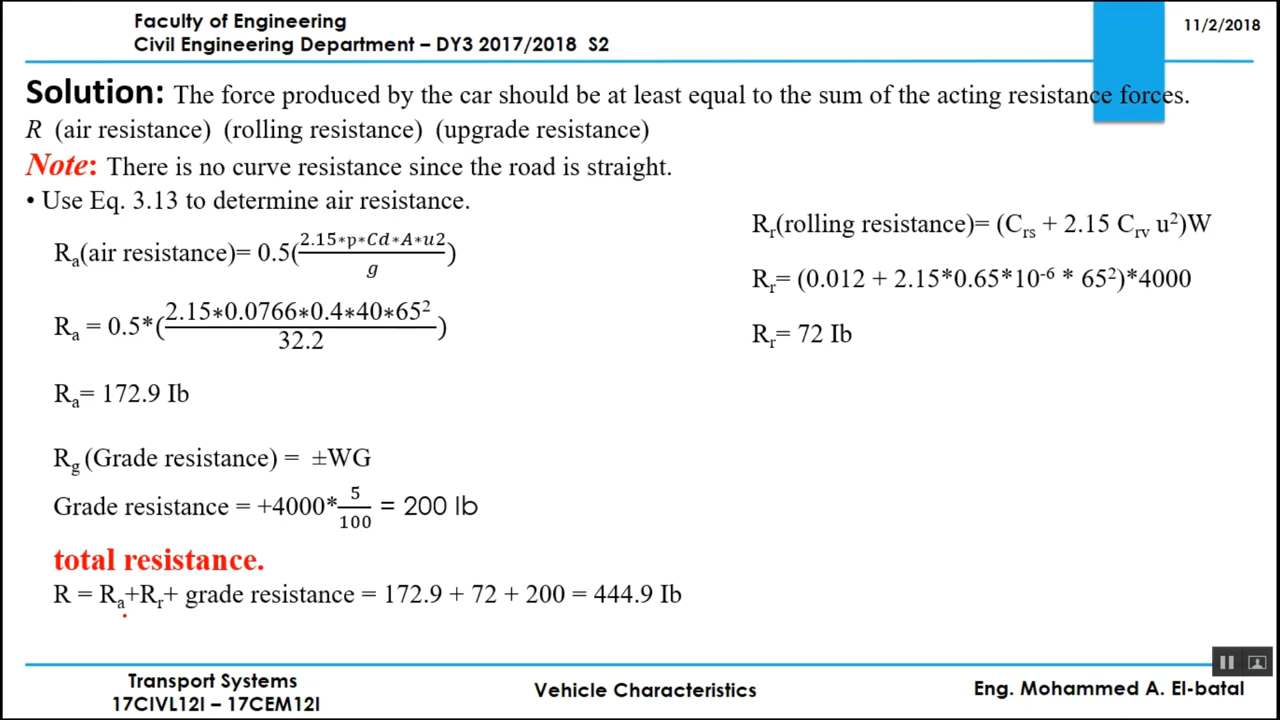 Faculty of Engineering
Civil Engineering Department – DY3 2017/2018 S2
11/2/2018
Solution: The force produced by the car should be at least equal to the sum of the acting resistance forces.
R (air resistance) (rolling resistance) (upgrade resistance)
Note: There is no curve resistance since the road is straight.
• Use Eq. 3.13 to determine air resistance.
Ra(air resistance)= 0.5(2.15*p*Cd*A*u2/g)
Ra = 0.5*(2.15*0.0766*0.4*40*65²/32.2)
Ra= 172.9 Ib
Rg (Grade resistance) = ±WG
Grade resistance = +4000*5/100 = 200 lb
total resistance.
R = Ra+Rr+ grade resistance = 172.9 + 72 + 200 = 444.9 Ib
Rr(rolling resistance)= (Crs + 2.15 Crv u²)W
Rr= (0.012 + 2.15*0.65*10⁻⁶ * 65²)*4000
Rr= 72 Ib
Transport Systems
17CIVL12I – 17CEM12I
Vehicle Characteristics
Eng. Mohammed A. El-batal